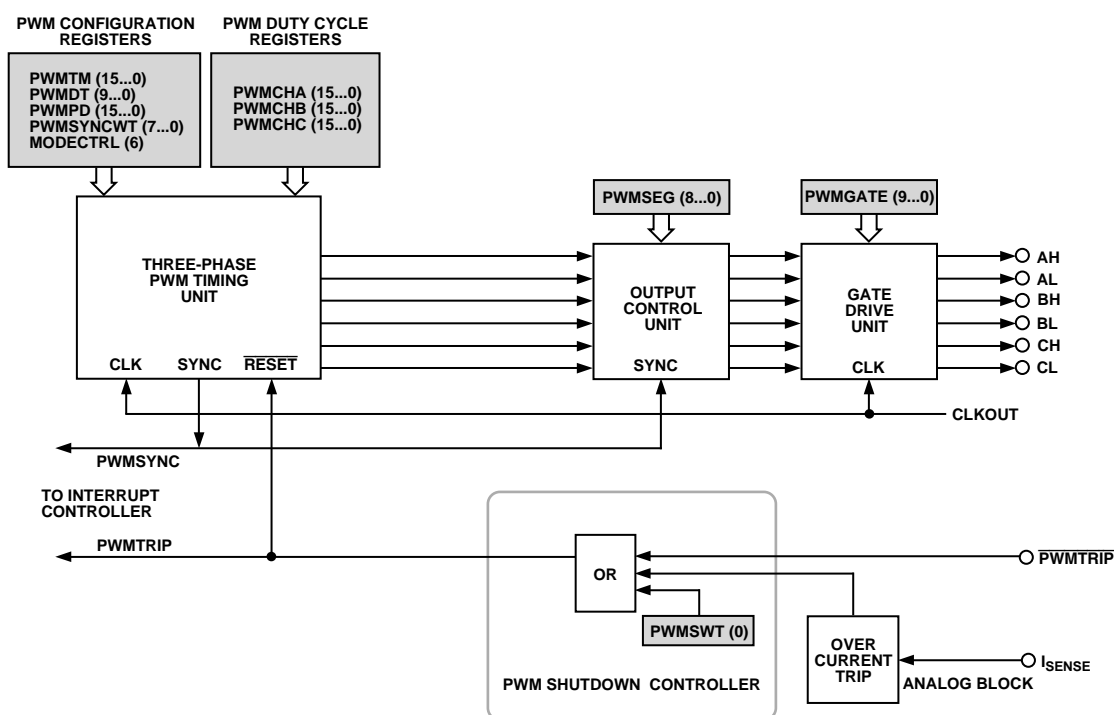 PWM CONFIGURATION
REGISTERS
PWM DUTY CYCLE
REGISTERS
PWMTM (15...0)
PWMDT (9...0)
PWMPD (15...0)
PWMSYNCWT (7...0)
MODECTRL (6)
PWMCHA (15...0)
PWMCHB (15...0)
PWMCHC (15...0)
PWMSEG (8...0)
PWMGATE (9...0)
THREE-PHASE
PWM TIMING
UNIT
CLK
SYNC
RESET
OUTPUT
CONTROL
UNIT
SYNC
GATE
DRIVE
UNIT
CLK
AH
AL
BH
BL
CH
CL
CLKOUT
PWMSYNC
TO INTERRUPT
CONTROLLER
PWMTRIP
OR
PWMTRIP
PWMSWT (0)
OVER
CURRENT
TRIP
ISENSE
ANALOG BLOCK
PWM SHUTDOWN CONTROLLER